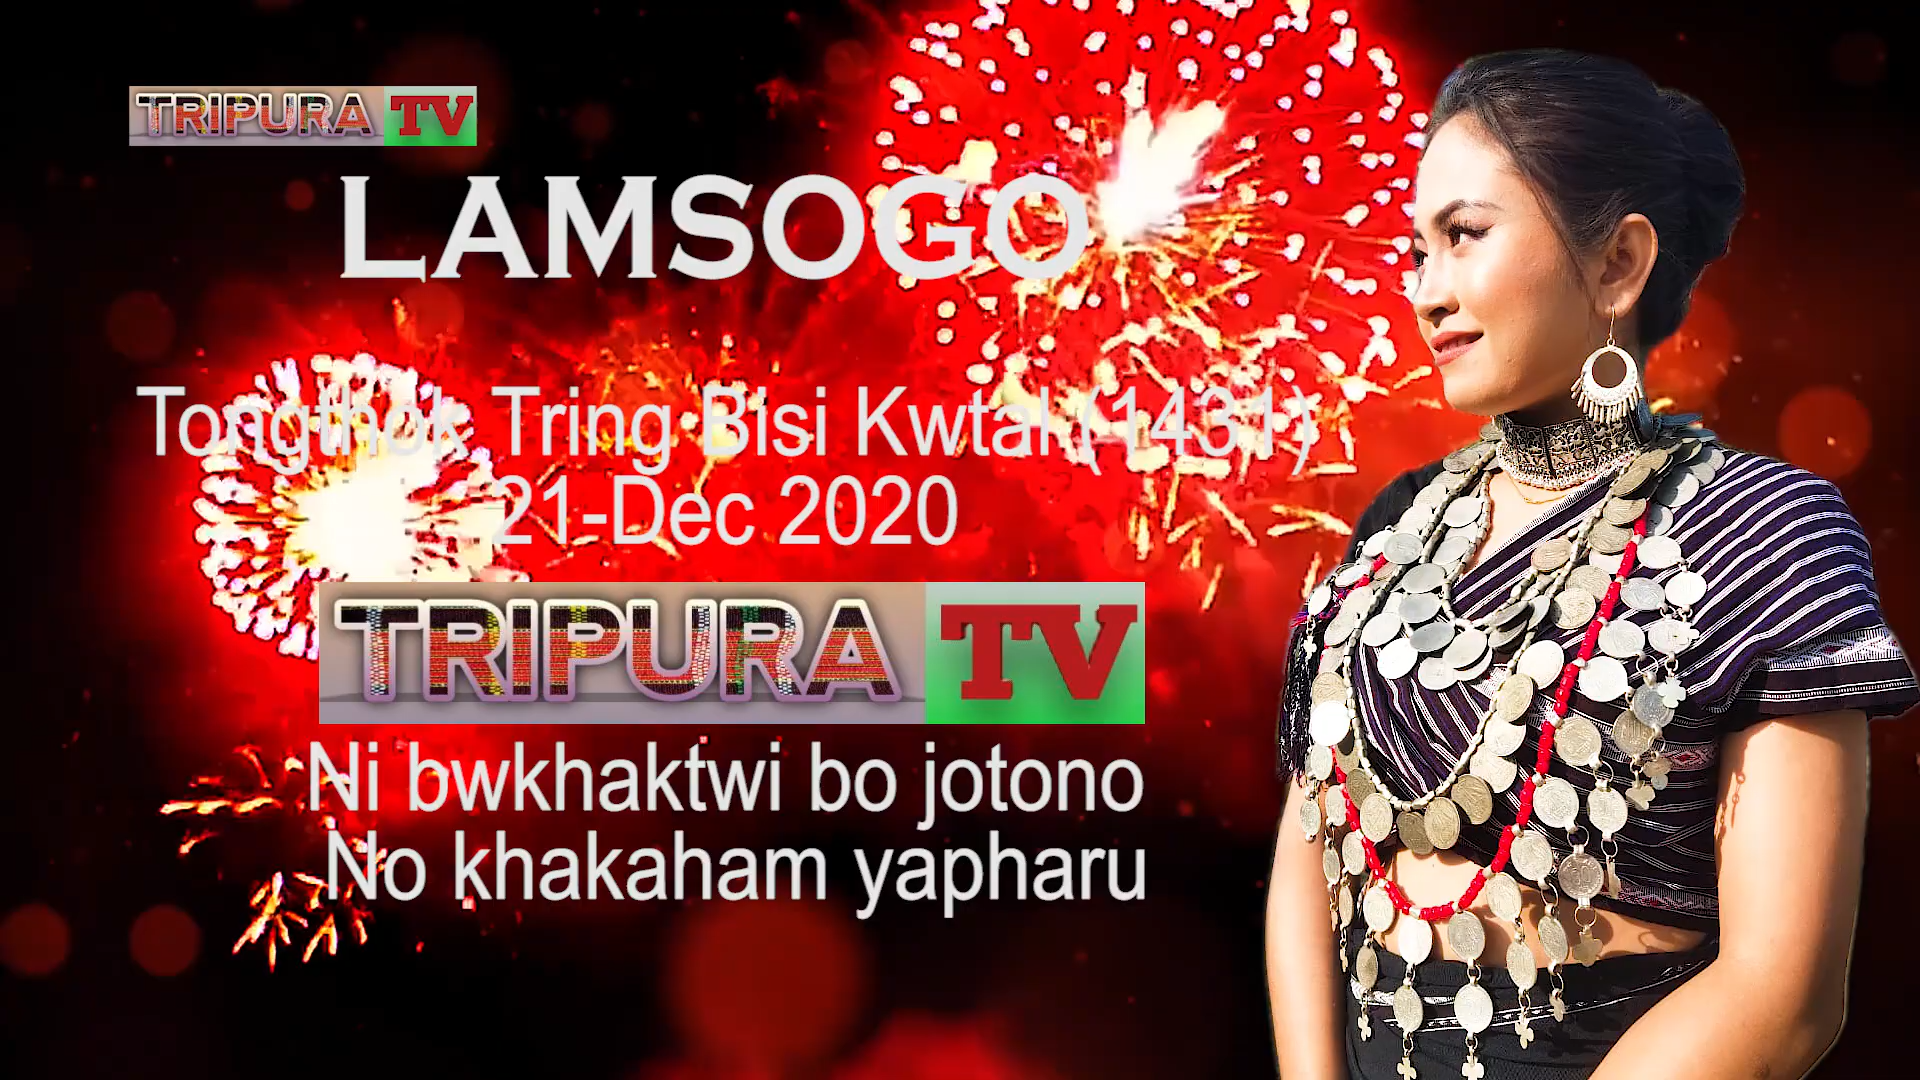 TRIPURA TV
LAMSOGO
Tongthok Tring Bisi Kwtal (1431)
21-Dec 2020
TRIPURA TV
Ni bwkhaktwi bo jotono
No khakaham yapharu